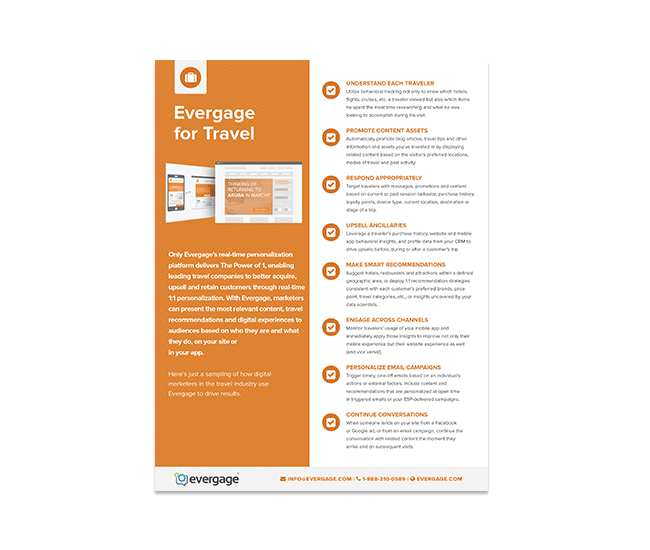 Evergage
for Travel
THINKING OF
RETURNING TO
ARUBA IN MARCH?
Only Evergage's real-time personalization
platform delivers The Power of 1, enabling
leading travel companies to better acquire,
upsell and retain customers through real-time
1:1 personalization. With Evergage, marketers
can present the most relevant content, travel
recommendations and digital experiences to
audiences based on who they are and what
they do, on your site or
in your app.
Here's just a sampling of how digital
marketers in the travel industry use
Evergage to drive results.
UNDERSTAND EACH TRAVELER
Utilize behavioral tracking not only to know which hotels,
flights, cruises, etc. a traveler viewed but also which items
he spent the most time researching and what he was
looking to accomplish during his visit.
PROMOTE CONTENT ASSETS
Automatically promote blog articles, travel tips and other
information and assets you've invested in by displaying
related content based on the visitor's preferred locations,
modes of travel and past activity.
RESPOND APPROPRIATELY
Target travelers with messages, promotions and content
based on current or past session behavior, purchase history,
loyalty points, device type, current location, destination or
stage of a trip.
UPSELL ANCILLARIES
Leverage a traveler's purchase history, website and mobile
app behavioral insights, and profile data from your CRM to
drive upsells before, during or after a customer's trip.
MAKE SMART RECOMMENDATIONS
Suggest hotels, restaurants and attractions within a defined
geographic area, or deploy 1:1 recommendation strategies
consistent with each customer's preferred brands, price
point, travel categories, etc., or insights uncovered by your
data scientists.
ENGAGE ACROSS CHANNELS
Monitor travelers' usage of your mobile app and
immediately apply those insights to improve not only their
mobile experience but their website experience as well
(and vice versa).
PERSONALIZE EMAIL CAMPAIGNS
Trigger timely, one-off emails based on an individual's
actions or external factors. Include content and
recommendations that are personalized at open time
in triggered emails or your ESP-delivered campaigns.
CONTINUE CONVERSATIONS
When someone lands on your site from a Facebook
or Google ad, or from an email campaign, continue the
conversation with related content the moment they
arrive and on subsequent visits.
evergage
INFO@EVERGAGE.COM | 1-888-310-0589 | EVERGAGE.COM